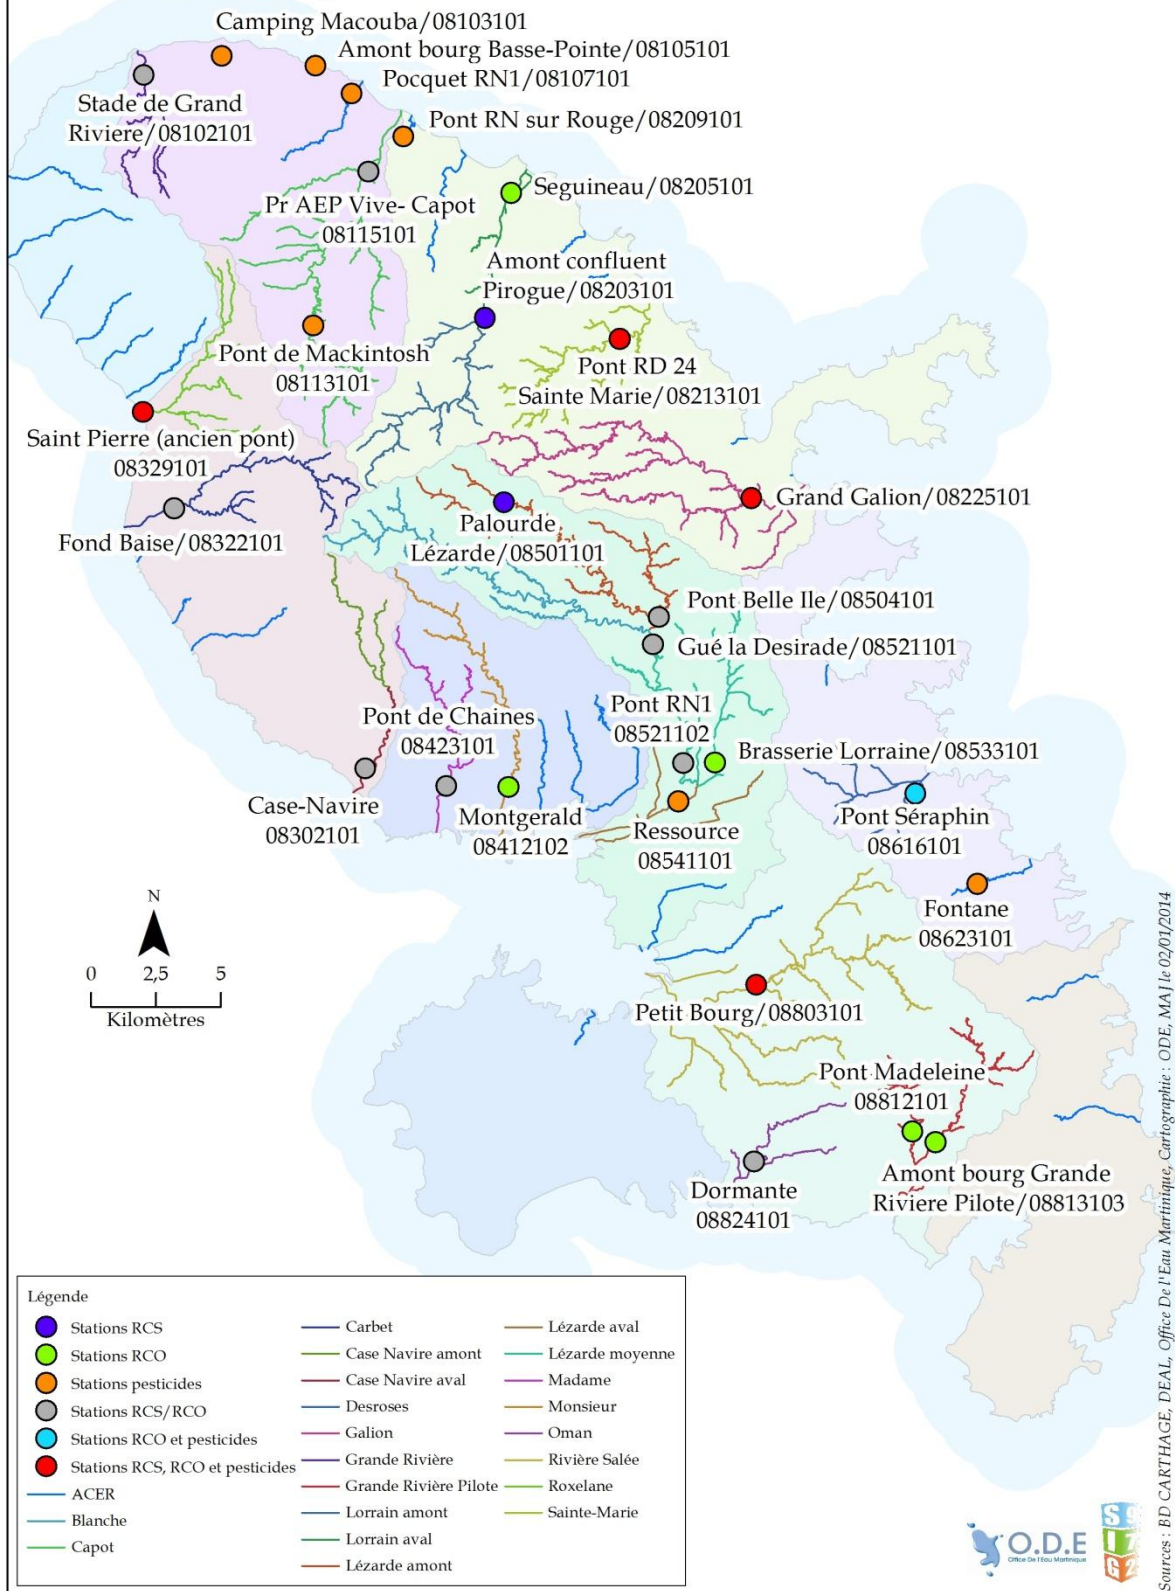 Camping Macouba/08103101
Amont bourg Basse-Pointe/08105101
Pocquet RN1/08107101
Stade de Grand
Riviere/08102101
Pont RN sur Rouge/08209101
Seguineau/08205101
Pr AEP Vive- Capot
08115101
Amont confluent
Pirogue/08203101
Pont de Mackintosh
08113101
Pont RD 24
Sainte Marie/08213101
Saint Pierre (ancien pont)
08329101
Grand Galion/08225101
Fond Baise/08322101
Palourde
Lézarde/08501101
Pont Belle Ile/08504101
Gué la Desirade/08521101
Pont RN1
08521102
Pont de Chaines
08423101
Brasserie Lorraine/08533101
Case-Navire
08302101
Montgerald
08412102
Ressource
08541101
Pont Séraphin
08616101
Fontane
08623101
N
0 2,5 5
Kilomètres
Petit Bourg/08803101
Pont Madeleine
08812101
Amont bourg Grande
Riviere Pilote/08813103
Dormante
08824101
Légende
Stations RCS
Stations RCO
Stations pesticides
Stations RCS/RCO
Stations RCO et pesticides
Stations RCS, RCO et pesticides
ACER
Blanche
Capot
Carbet
Case Navire amont
Case Navire aval
Desroses
Galion
Grande Rivière
Grande Rivière Pilote
Lorrain amont
Lorrain aval
Lézarde amont
Lézarde aval
Lézarde moyenne
Madame
Monsieur
Oman
Rivière Salée
Roxelane
Sainte-Marie
O.D.E
Office De l'Eau Martinique
Sources : BD CARTHAGE, DEAL, Office De l'Eau Martinique, Cartographie : ODE, MAJ le 02/01/2014